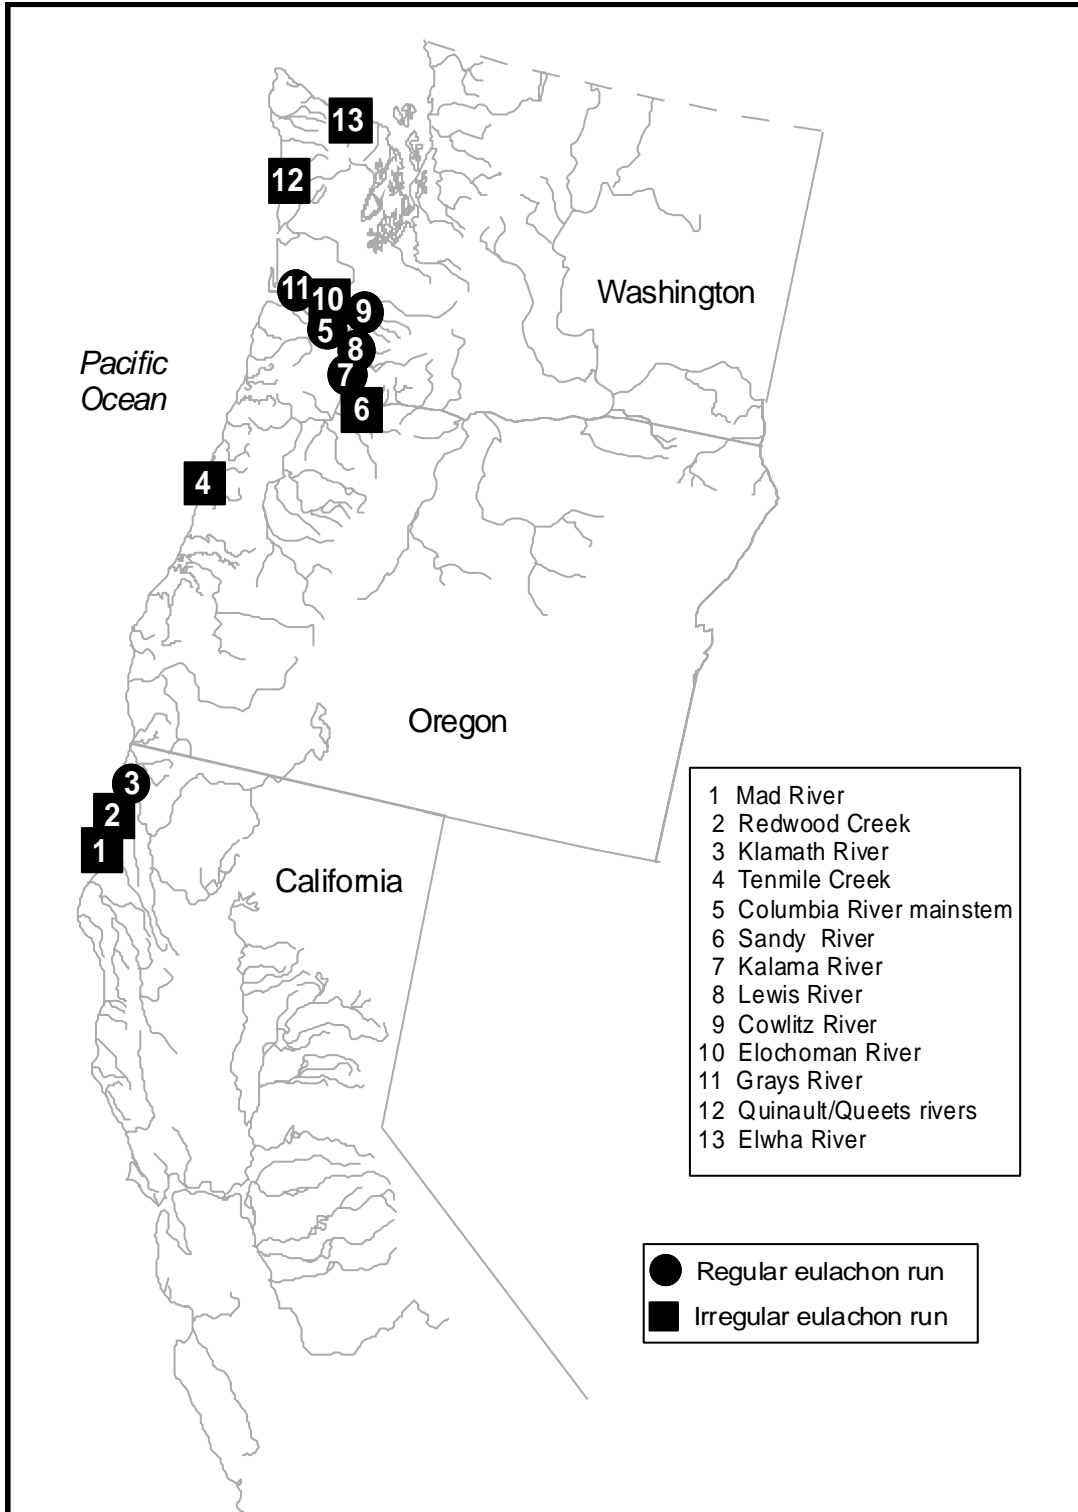 13
12
11
10
9
5
8
7
6
Washington
Pacific
Ocean
4
Oregon
3
2
1
California
1 Mad River
2 Redwood Creek
3 Klamath River
4 Tenmile Creek
5 Columbia River mainstem
6 Sandy River
7 Kalama River
8 Lewis River
9 Cowlitz River
10 Elochoman River
11 Grays River
12 Quinault/Queets rivers
13 Elwha River
Regular eulachon run
Irregular eulachon run